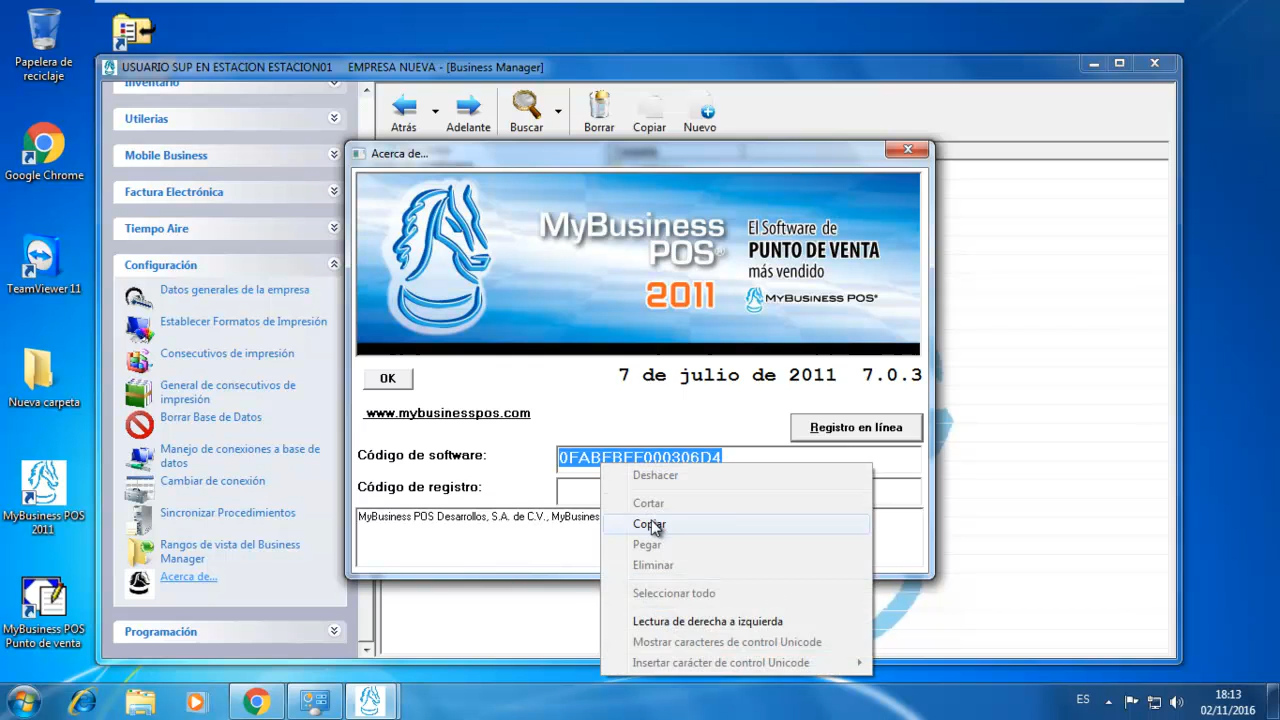 Papelera de
reciclaje
Google Chrome
TeamViewer 11
Nueva carpeta
MyBusiness POS
2011
MyBusiness POS
Punto de venta
USUARIO SUP EN ESTACION ESTACION01 EMPRESA NUEVA - [Business Manager]
Inventario
Utilerias
Mobile Business
Factura Electrónica
Tiempo Aire
Configuración
Datos generales de la empresa
Establecer Formatos de Impresión
Consecutivos de impresión
General de consecutivos de
impresión
Borrar Base de Datos
Manejo de conexiones a base de
datos
Cambiar de conexión
Sincronizar Procedimientos
Rangos de vista del Business
Manager
Acerca de...
Programación
Atrás
Adelante
Buscar
Borrar
Copiar
Nuevo
Acerca de...
MyBusiness
POS
2011
El Software de
PUNTO DE VENTA
más vendido
MYBUSINESS POS
OK
7 de julio de 2011 7.0.3
www.mybusinesspos.com
Registro en línea
Código de software:
0FABFBFF000306D4
Código de registro:
MyBusiness POS Desarrollos, S.A. de C.V., MyBusines
Deshacer
Cortar
Copiar
Pegar
Eliminar
Seleccionar todo
Lectura de derecha a izquierda
Mostrar caracteres de control Unicode
Insertar carácter de control Unicode
ES
18:13
02/11/2016